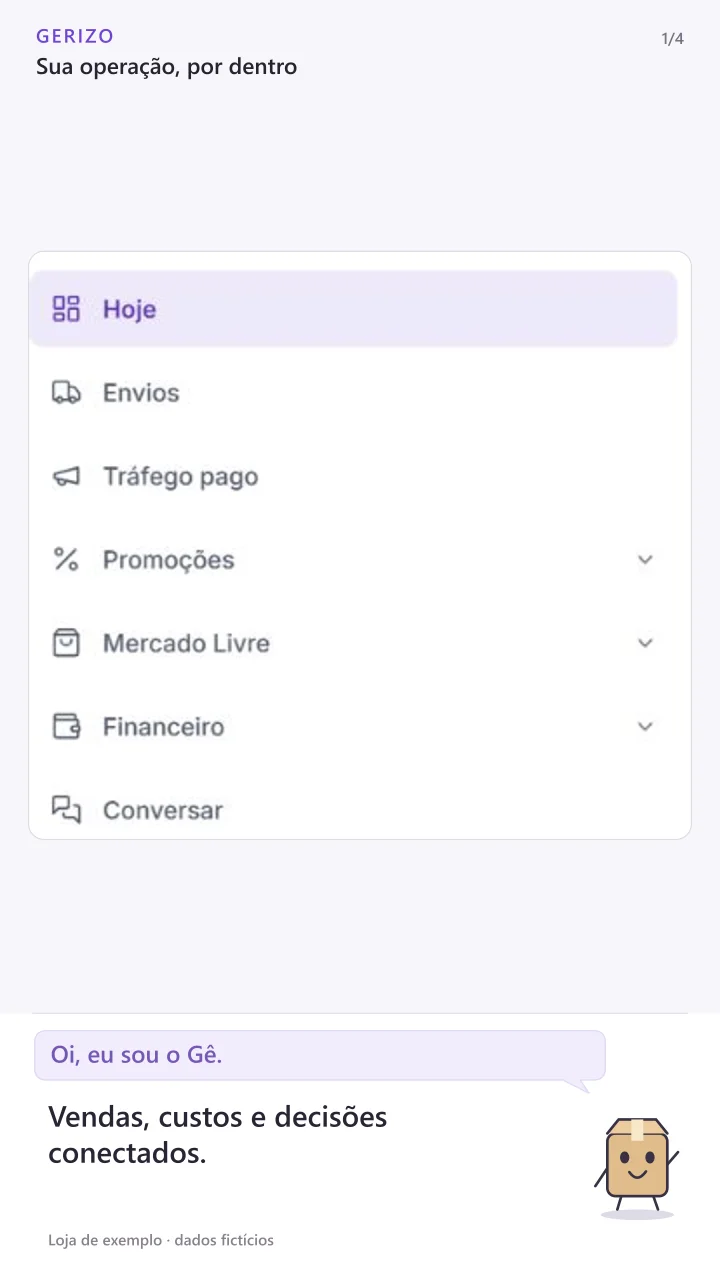 GERIZO
1/4
Sua operação, por dentro
Hoje
Envios
Tráfego pago
Promoções
Mercado Livre
Financeiro
Conversar
Oi, eu sou o Gê.
Vendas, custos e decisões
conectados.
Loja de exemplo · dados fictícios